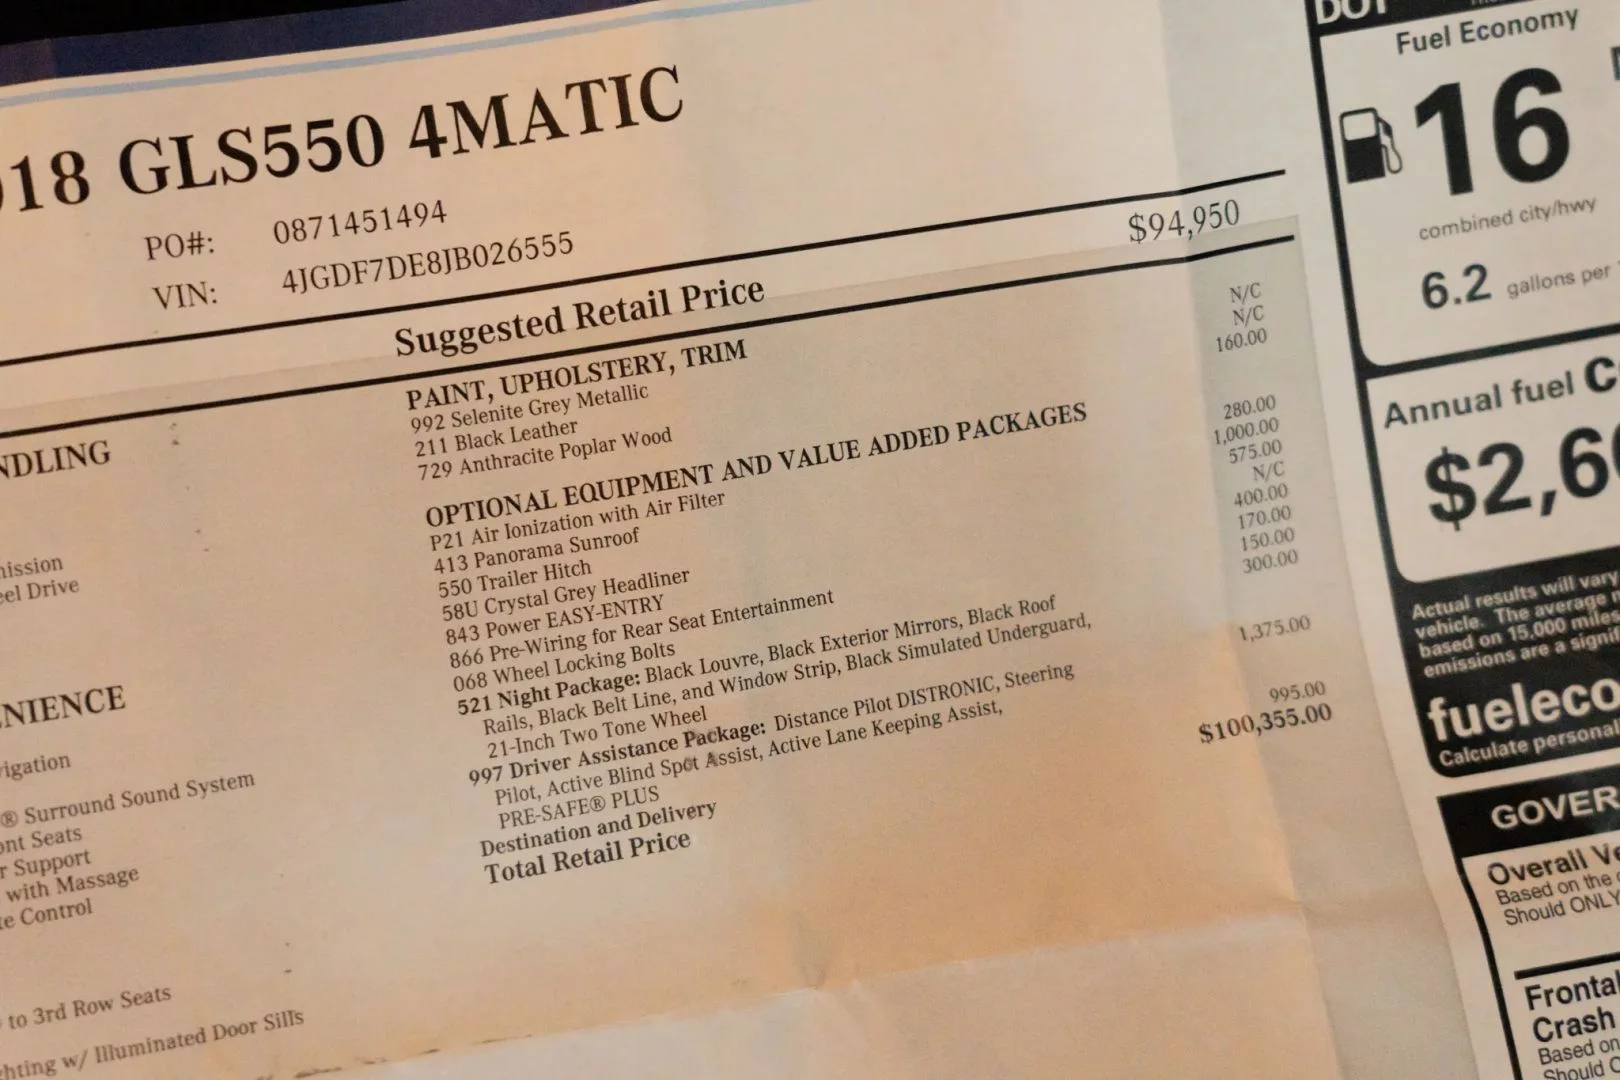 18 GLS550 4MATIC
PO#: 0871451494
VIN: 4JGDF7DE8JB026555
Suggested Retail Price $94,950
PAINT, UPHOLSTERY, TRIM
992 Selenite Grey Metallic N/C
211 Black Leather N/C
729 Anthracite Poplar Wood 160.00
OPTIONAL EQUIPMENT AND VALUE ADDED PACKAGES
P21 Air Ionization with Air Filter 280.00
413 Panorama Sunroof 1,000.00
550 Trailer Hitch 575.00
58U Crystal Grey Headliner N/C
843 Power EASY-ENTRY 400.00
866 Pre-Wiring for Rear Seat Entertainment 170.00
068 Wheel Locking Bolts 150.00
521 Night Package: Black Louvre, Black Exterior Mirrors, Black Roof 300.00
Rails, Black Belt Line, and Window Strip, Black Simulated Underguard,
21-Inch Two Tone Wheel
997 Driver Assistance Package: Distance Pilot DISTRONIC, Steering 1,375.00
Pilot, Active Blind Spot Assist, Active Lane Keeping Assist,
PRE-SAFE® PLUS
Destination and Delivery 995.00
Total Retail Price $100,355.00
NDLING
ission
eel Drive
NIENCE
igation
® Surround Sound System
ont Seats
r Support
with Massage
te Control
to 3rd Row Seats
hting w/ Illuminated Door Sills
DOT
Fuel Economy
16
combined city/hwy
6.2 gallons per
Annual fuel C
$2,6
Actual results will vary
vehicle. The average n
based on 15,000 miles
emissions are a signi
fueleco
Calculate personal
GOVER
Overall Ve
Based on the
Should ONLY
Fronta
Crash
Based on
Should O